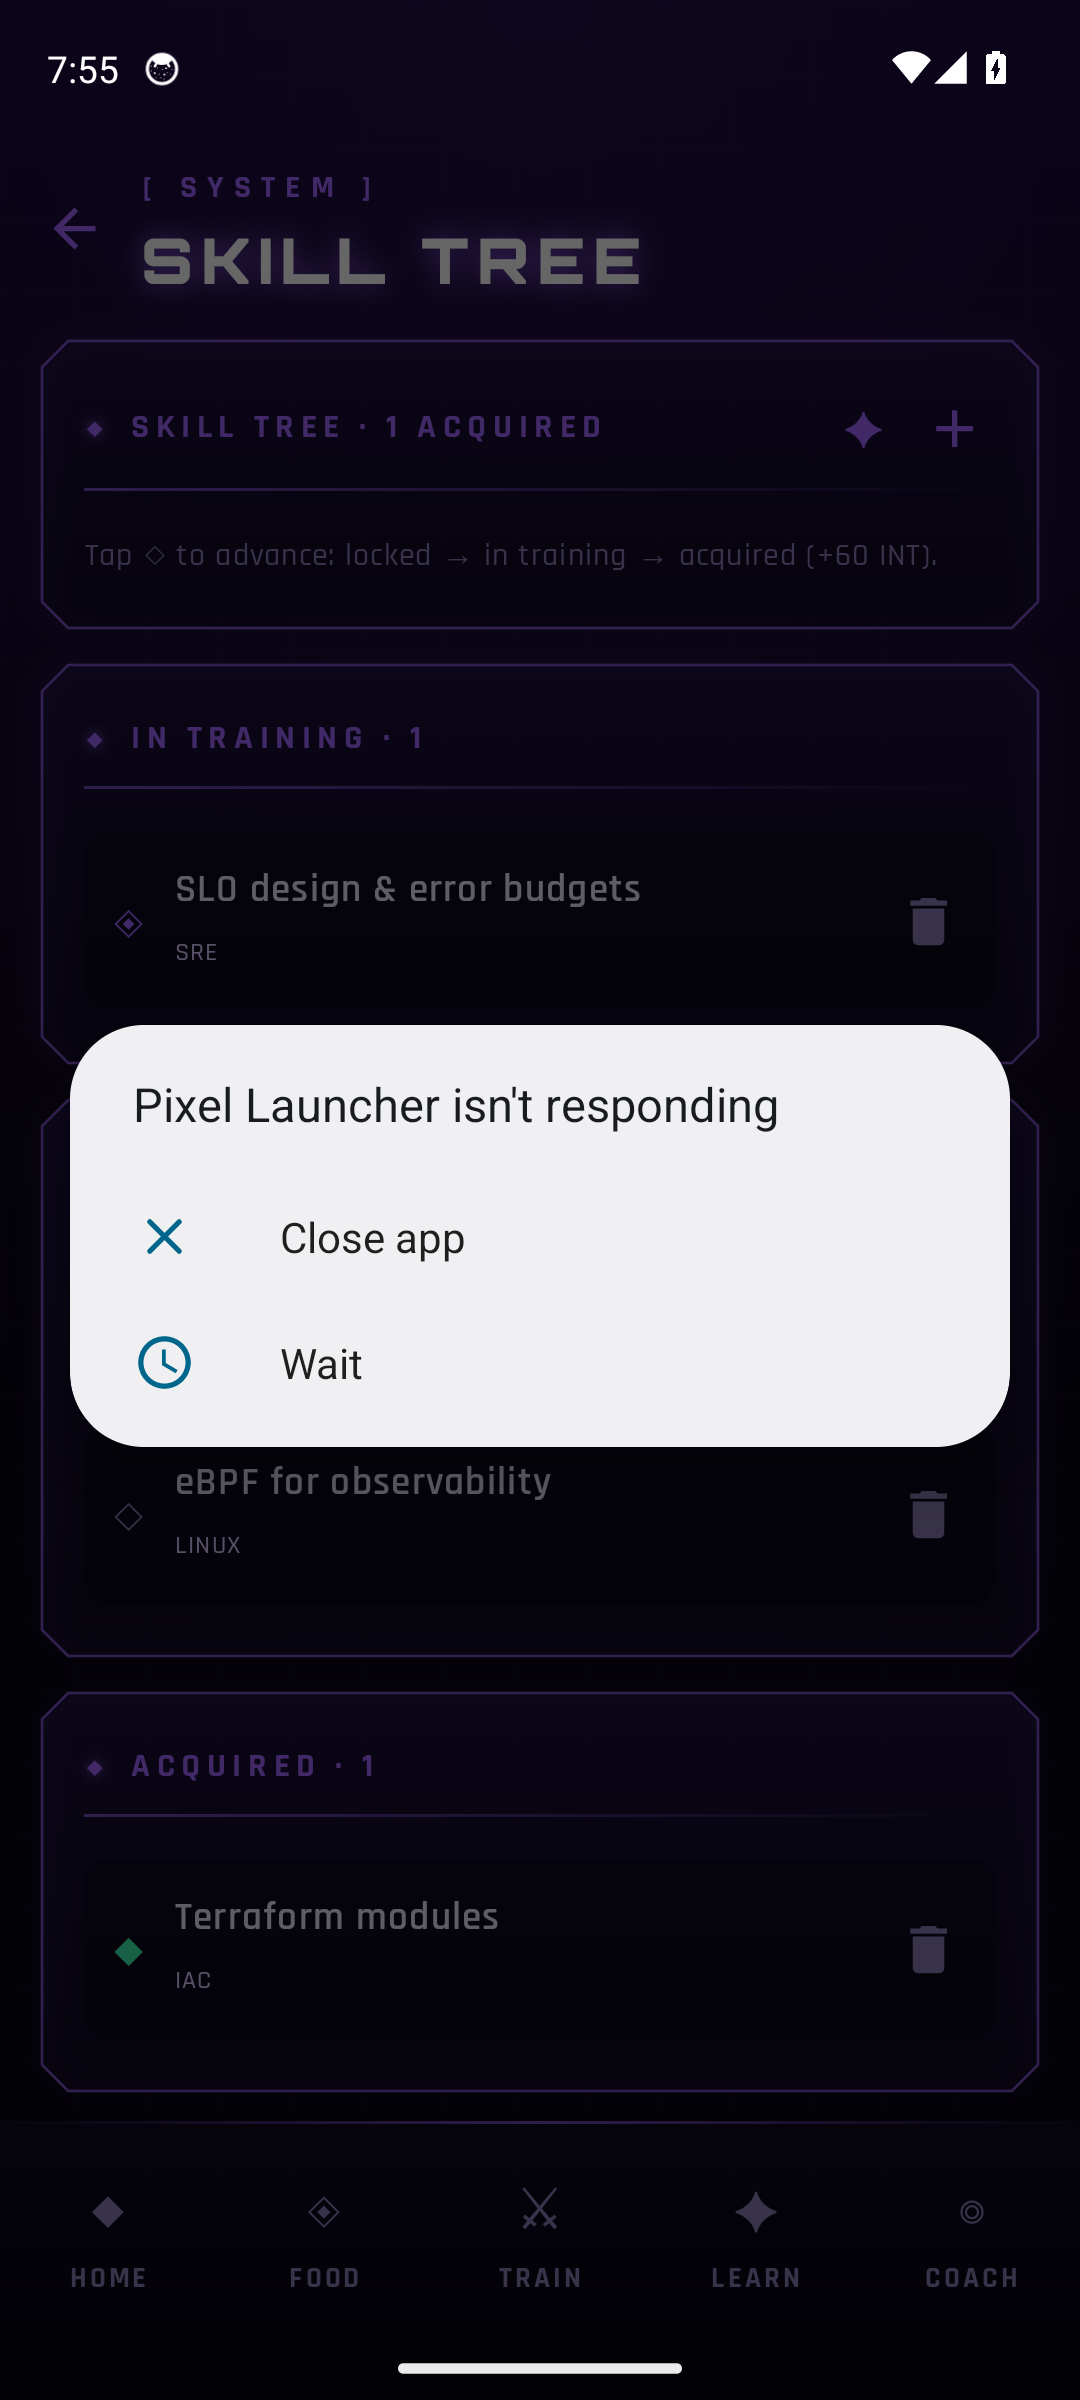 7:55
[ SYSTEM ]
SKILL TREE
SKILL TREE · 1 ACQUIRED
Tap ◇ to advance: locked → in training → acquired (+60 INT).
IN TRAINING · 1
SLO design & error budgets
SRE
Pixel Launcher isn't responding
Close app
Wait
eBPF for observability
LINUX
ACQUIRED · 1
Terraform modules
IAC
HOME FOOD TRAIN LEARN COACH